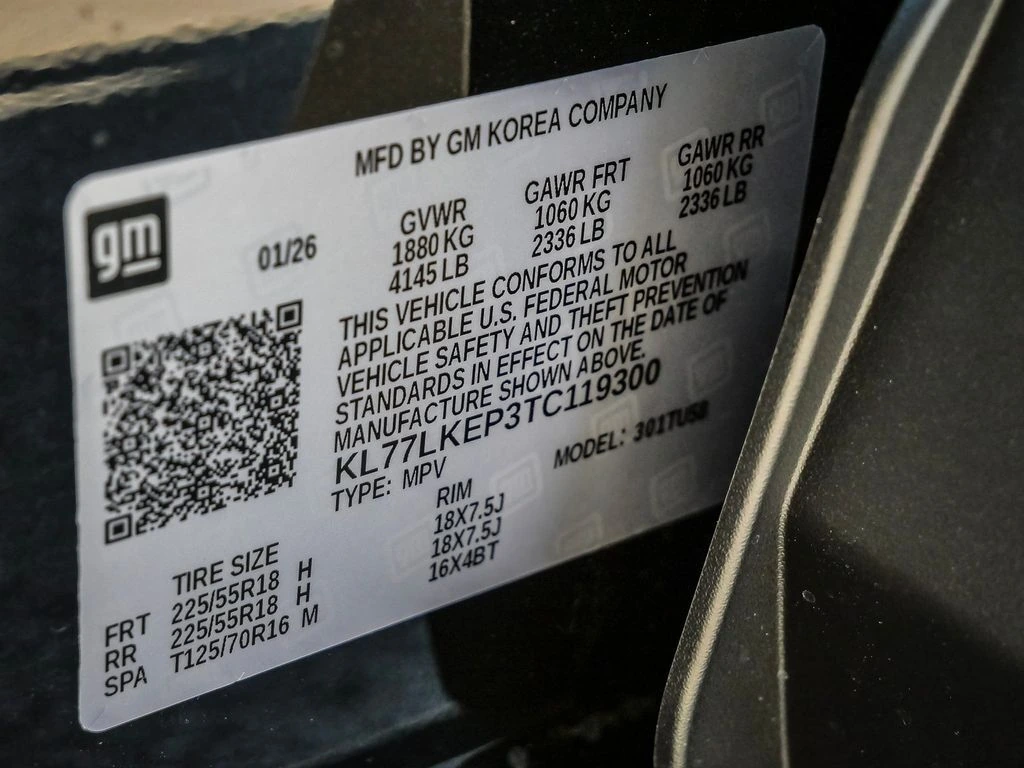 MFD BY GM KOREA COMPANY
gm
01/26
GVWR GAWR FRT GAWR RR
1880 KG 1060 KG 1060 KG
4145 LB 2336 LB 2336 LB
THIS VEHICLE CONFORMS TO ALL
APPLICABLE U.S. FEDERAL MOTOR
VEHICLE SAFETY AND THEFT PREVENTION
STANDARDS IN EFFECT ON THE DATE OF
MANUFACTURE SHOWN ABOVE.
KL77LKEP3TC119300
TYPE: MPV MODEL: 301TU58
TIRE SIZE RIM
FRT 225/55R18 H 18X7.5J
RR 225/55R18 H 18X7.5J
SPA T125/70R16 M 16X4BT